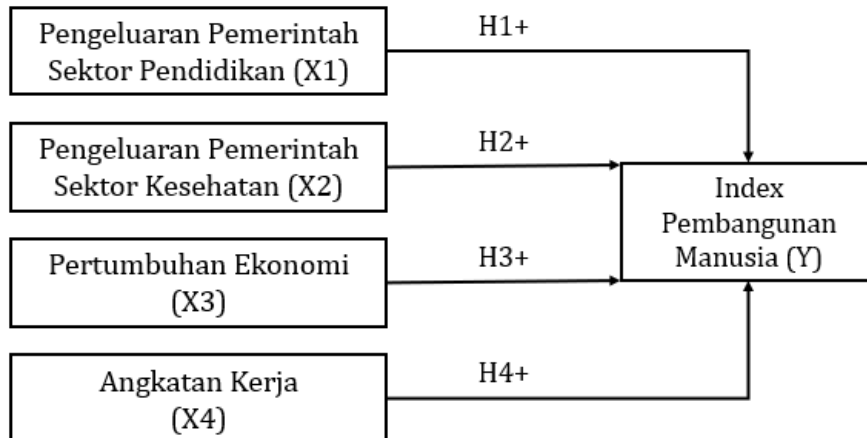 Pengeluaran Pemerintah
Sektor Pendidikan (X1)
H1+
Pengeluaran Pemerintah
Sektor Kesehatan (X2)
H2+
Pertumbuhan Ekonomi
(X3)
H3+
Angkatan Kerja
(X4)
H4+
Index
Pembangunan
Manusia (Y)